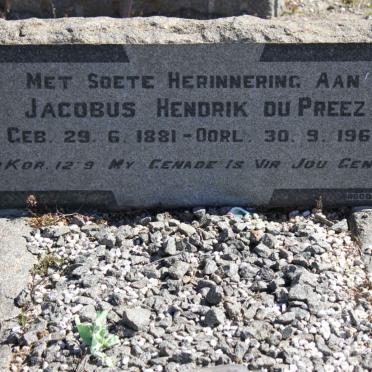 MET SOETE HERINNERING AAN
JACOBUS HENDRIK DU PREEZ
GEB. 29. 6. 1881 - OORL. 30. 9. 196
KOR. 12:9 MY GENADE IS VIR JOU GEN